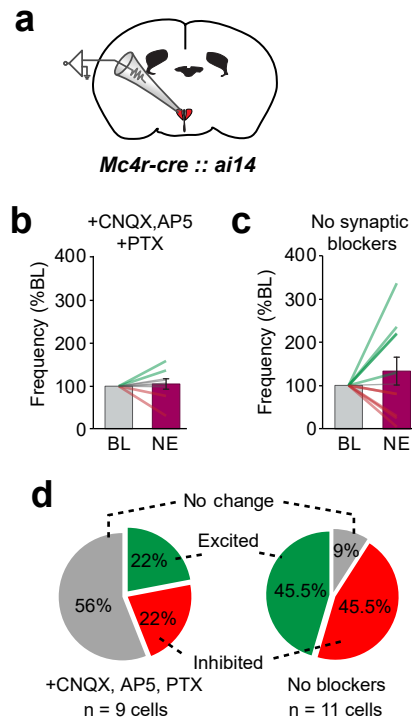 a
Mc4r-cre :: ai14
b
+CNQX,AP5
+PTX
Frequency (%BL)
400
300
200
100
0
BL NE
c
No synaptic
blockers
Frequency (%BL)
400
300
200
100
0
BL NE
d
No change
Excited
Inhibited
56%
22%
22%
9%
45.5%
45.5%
+CNQX, AP5, PTX
n = 9 cells
No blockers
n = 11 cells